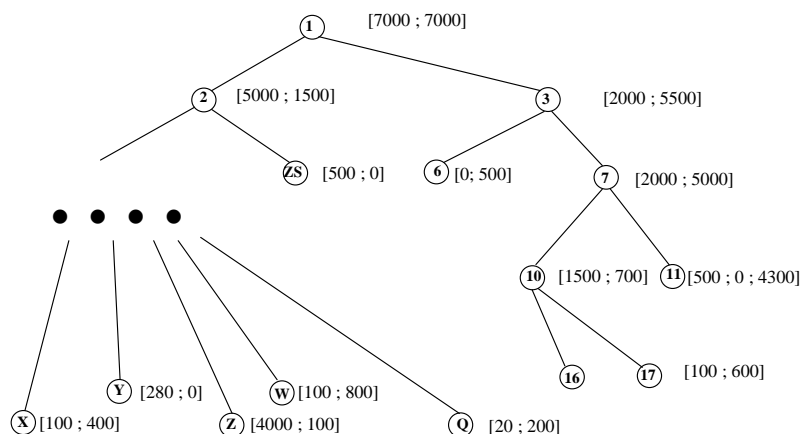 1 [7000 ; 7000]
2 [5000 ; 1500] 3 [2000 ; 5500]
ZS [500 ; 0] 6 [0; 500] 7 [2000 ; 5000]
10 [1500 ; 700] 11 [500 ; 0 ; 4300]
16 17 [100 ; 600]
Y [280 ; 0] W [100 ; 800]
X [100 ; 400] Z [4000 ; 100] Q [20 ; 200]